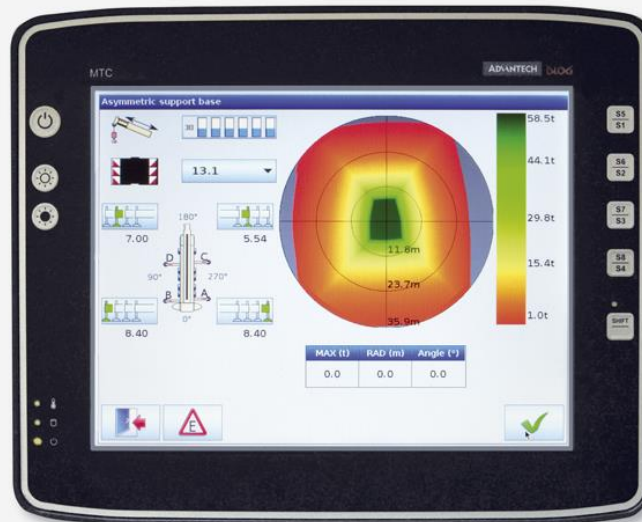 MTC
ADVANTECH DLOG
Asymmetric support base
30
13.1
7.00
5.54
180°
D
C
90°
270°
B
A
0°
8.40
8.40
11.8m
23.7m
35.9m
58.5t
44.1t
29.8t
15.4t
1.0t
MAX (t) RAD (m) Angle (°)
0.0 0.0 0.0
E
S5
S1
S6
S2
S7
S3
S8
S4
SHIFT